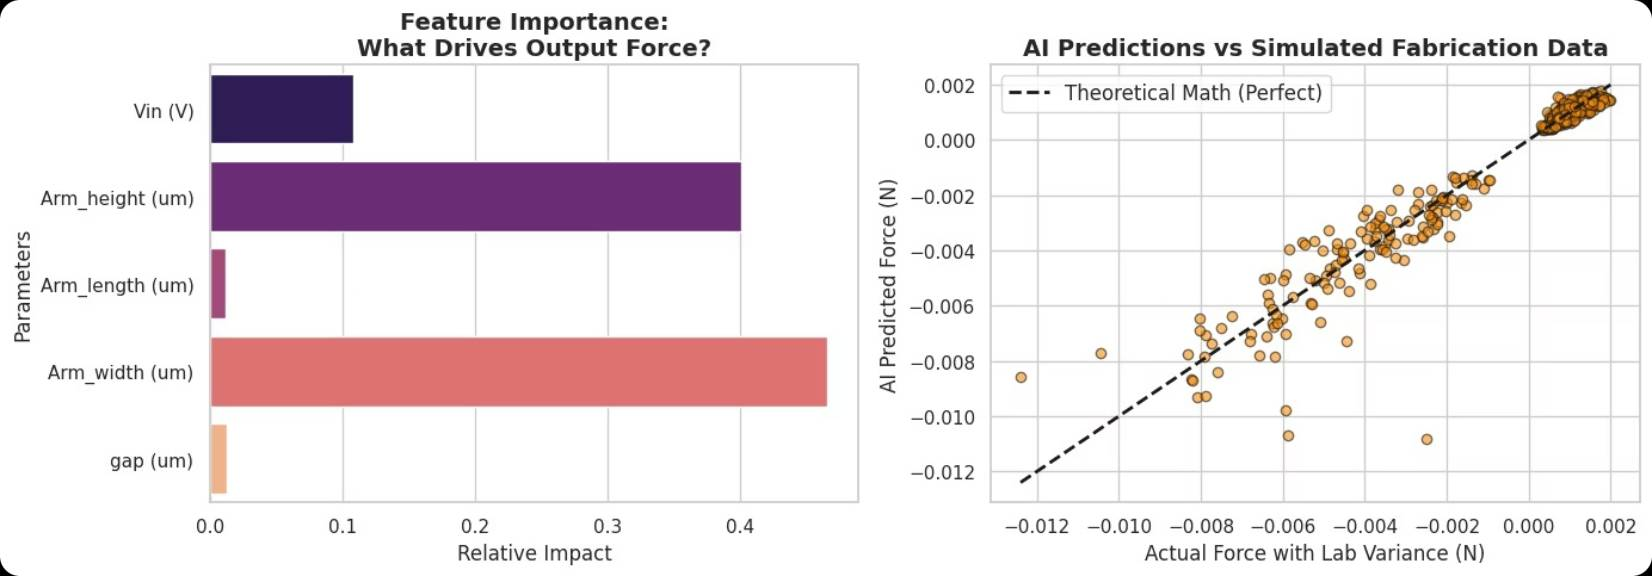 Feature Importance:
What Drives Output Force?
Parameters
Vin (V)
Arm_height (um)
Arm_length (um)
Arm_width (um)
gap (um)
0.0 0.1 0.2 0.3 0.4
Relative Impact
AI Predictions vs Simulated Fabrication Data
Theoretical Math (Perfect)
AI Predicted Force (N)
0.002
0.000
−0.002
−0.004
−0.006
−0.008
−0.010
−0.012
−0.012 −0.010 −0.008 −0.006 −0.004 −0.002 0.000 0.002
Actual Force with Lab Variance (N)